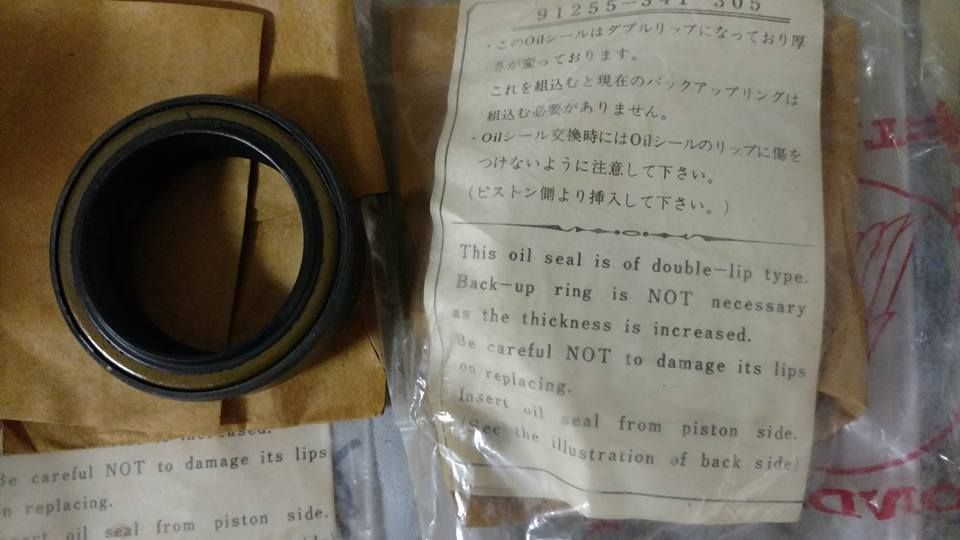 91255-341-305
・このOilシールはダブルリップになっており厚
さが変っております。
これを組込むと現在のバックアップリングは
組込む必要がありません。
・Oilシール交換時にはOilシールのリップに傷を
つけないように注意して下さい。
(ピストン側より挿入して下さい。)
This oil seal is of double-lip type.
Back-up ring is NOT necessary
as the thickness is increased.
Be careful NOT to damage its lips
on replacing.
Insert oil seal from piston side.
(See the illustration of back side)
increased.
Be careful NOT to damage its lips
on replacing.
Insert oil seal from piston side.